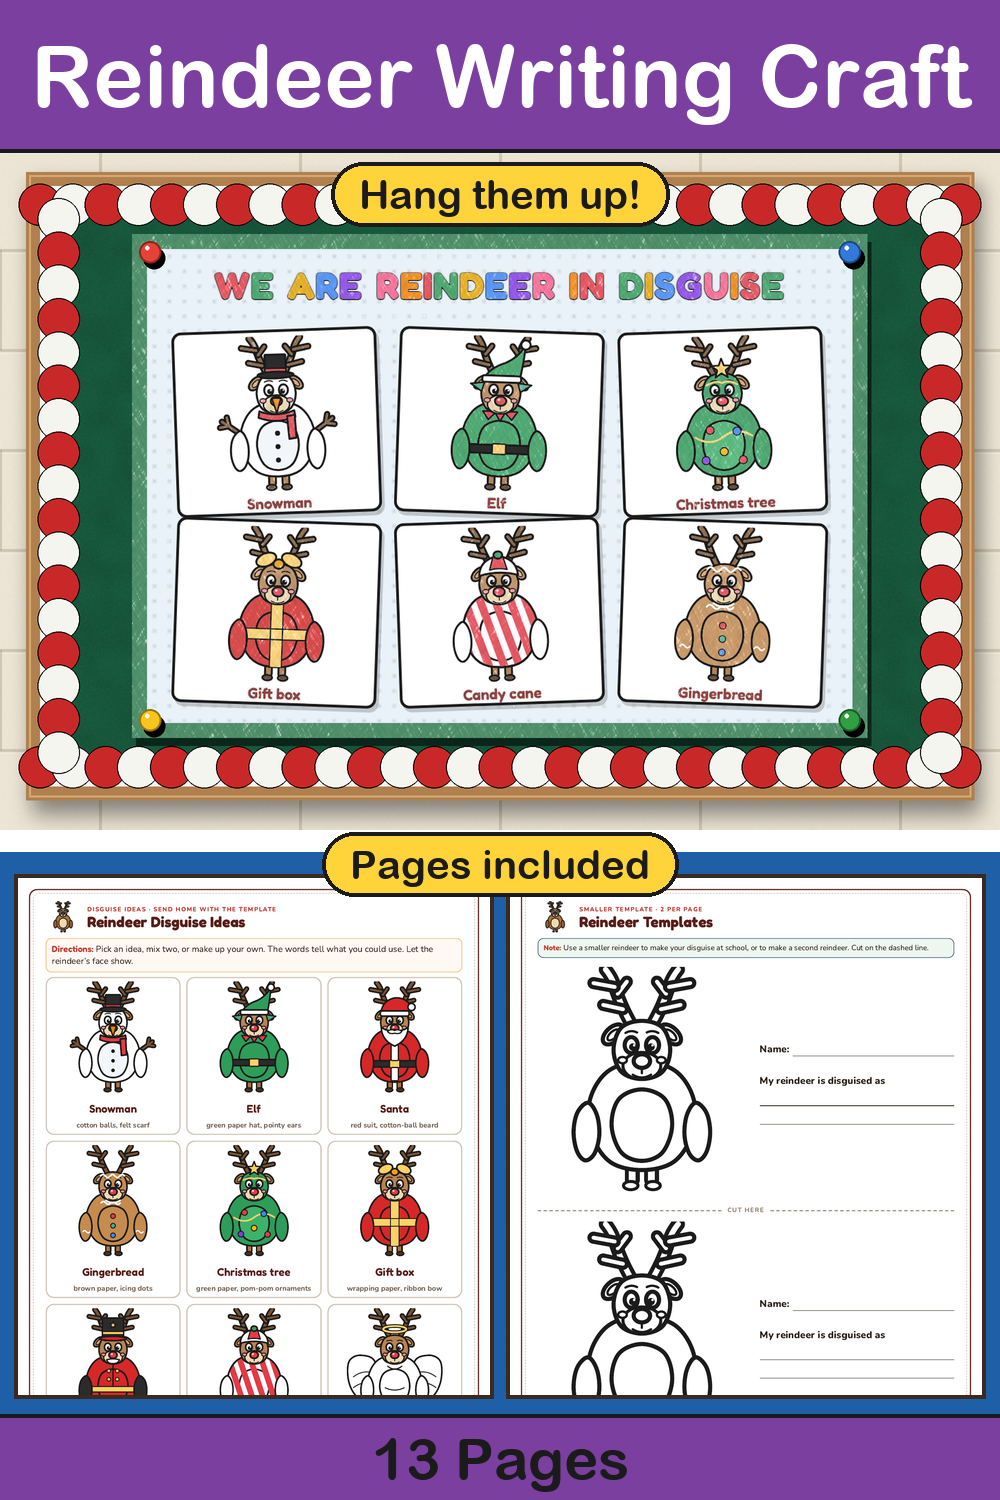 Reindeer Writing Craft
Hang them up!
WE ARE REINDEER IN DISGUISE
Snowman
Elf
Christmas tree
Gift box
Candy cane
Gingerbread
Pages included
DISGUISE IDEAS · SEND HOME WITH THE TEMPLATE
Reindeer Disguise Ideas
Directions: Pick an idea, mix two, or make up your own. The words tell what you could use. Let the
reindeer's face show.
Snowman
cotton balls, felt scarf
Elf
green paper hat, pointy ears
Santa
red suit, cotton-ball beard
Gingerbread
brown paper, icing dots
Christmas tree
green paper, pom-pom ornaments
Gift box
wrapping paper, ribbon bow
SMALLER TEMPLATE · 2 PER PAGE
Reindeer Templates
Note: Use a smaller reindeer to make your disguise at school, or to make a second reindeer. Cut on the dashed line.
Name:
My reindeer is disguised as
CUT HERE
Name:
My reindeer is disguised as
13 Pages